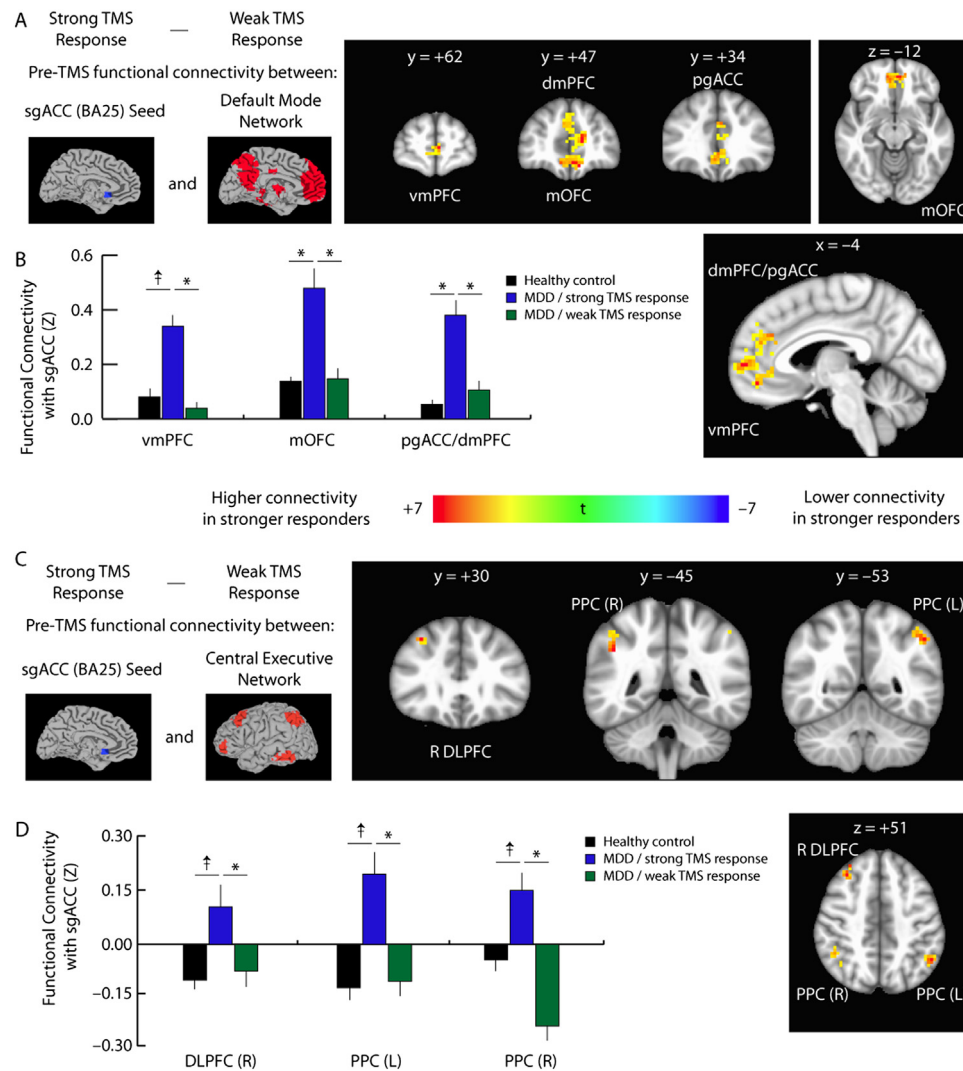 A
Strong TMS Response — Weak TMS Response
Pre-TMS functional connectivity between:
sgACC (BA25) Seed
and
Default Mode Network
y = +62
vmPFC
y = +47
dmPFC
mOFC
y = +34
pgACC
z = −12
mOFC
B
Functional Connectivity with sgACC (Z)
0.6
0.4
0.2
0.0
‡ *
* *
* *
vmPFC
mOFC
pgACC/dmPFC
Healthy control
MDD / strong TMS response
MDD / weak TMS response
x = −4
dmPFC/pgACC
vmPFC
Higher connectivity in stronger responders
+7
t
−7
Lower connectivity in stronger responders
C
Strong TMS Response — Weak TMS Response
Pre-TMS functional connectivity between:
sgACC (BA25) Seed
and
Central Executive Network
y = +30
R DLPFC
y = −45
PPC (R)
y = −53
PPC (L)
D
Functional Connectivity with sgACC (Z)
0.30
0.15
0.00
−0.15
−0.30
‡ *
‡ *
‡ *
DLPFC (R)
PPC (L)
PPC (R)
Healthy control
MDD / strong TMS response
MDD / weak TMS response
z = +51
R DLPFC
PPC (R)
PPC (L)